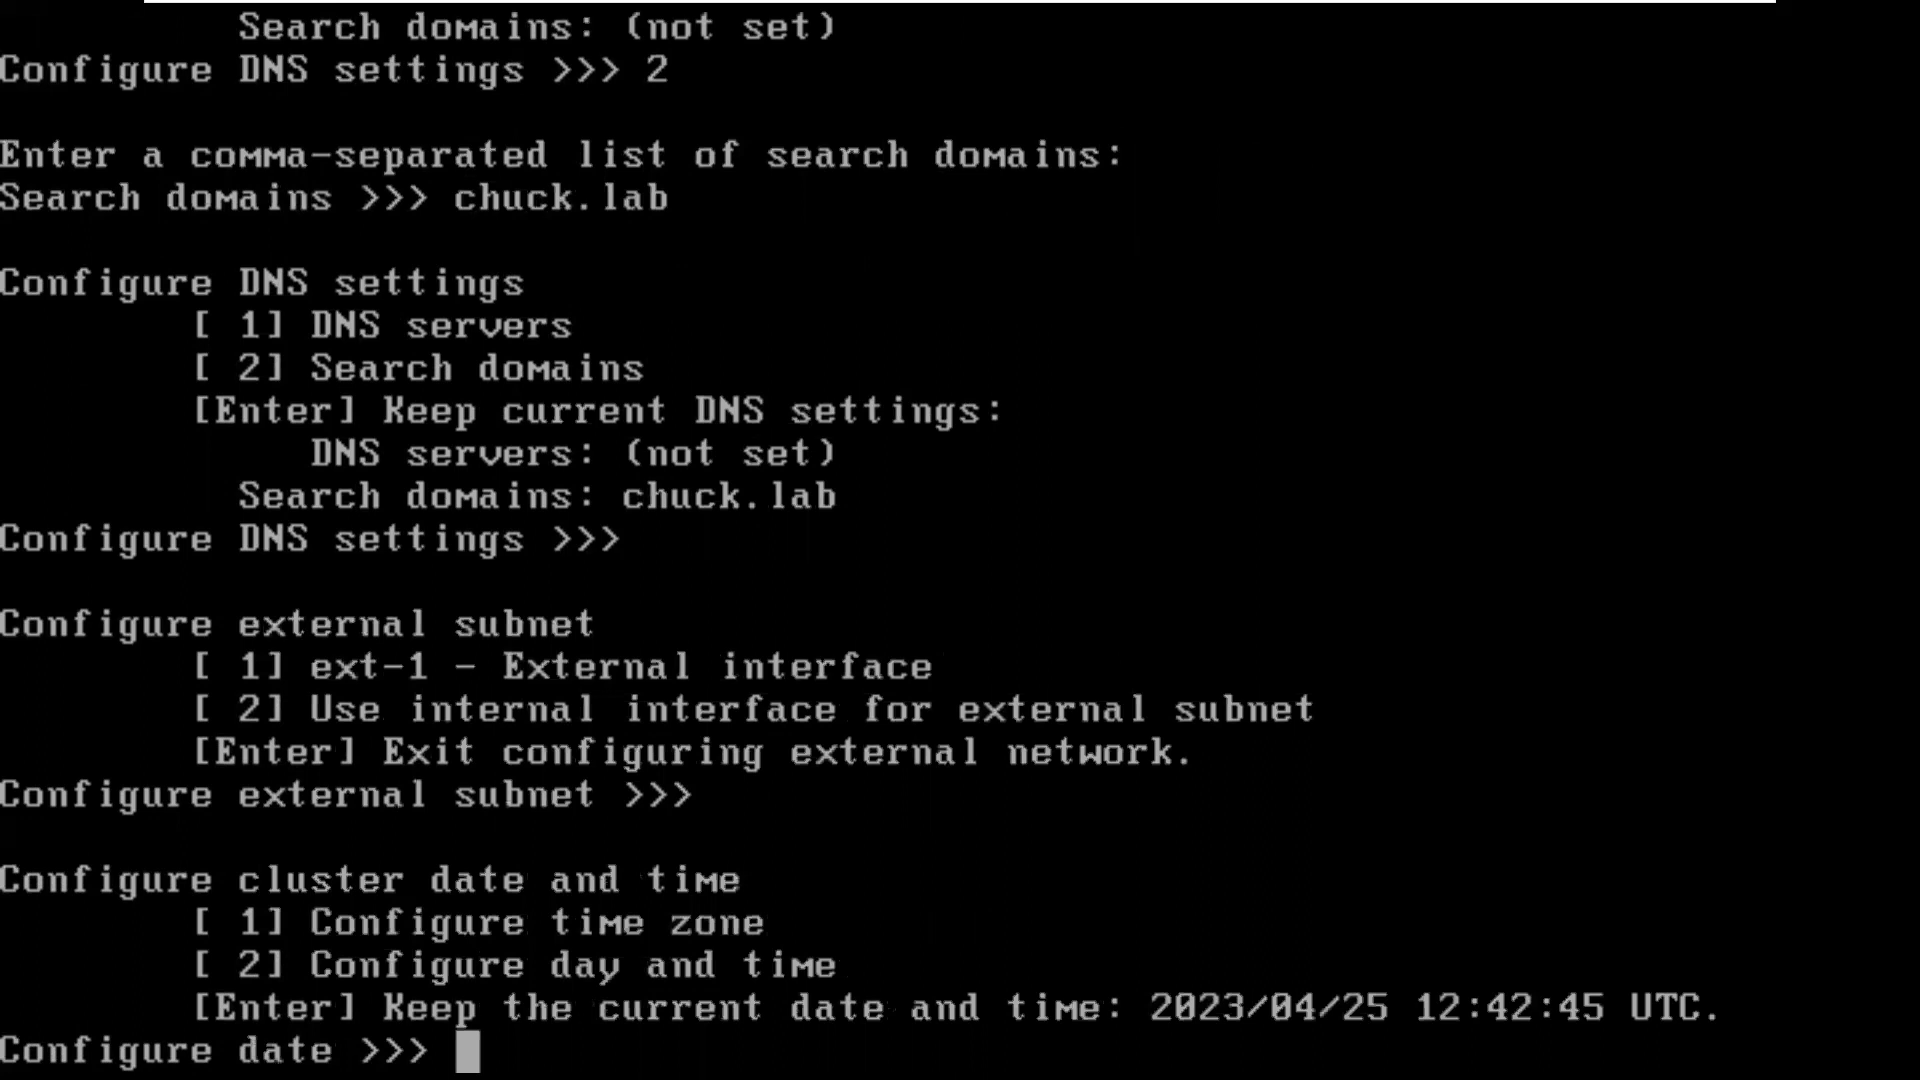 Search domains: (not set)
Configure DNS settings >>> 2
Enter a comma-separated list of search domains:
Search domains >>> chuck.lab
Configure DNS settings
[ 1] DNS servers
[ 2] Search domains
[Enter] Keep current DNS settings:
DNS servers: (not set)
Search domains: chuck.lab
Configure DNS settings >>>
Configure external subnet
[ 1] ext-1 - External interface
[ 2] Use internal interface for external subnet
[Enter] Exit configuring external network.
Configure external subnet >>>
Configure cluster date and time
[ 1] Configure time zone
[ 2] Configure day and time
[Enter] Keep the current date and time: 2023/04/25 12:42:45 UTC.
Configure date >>>